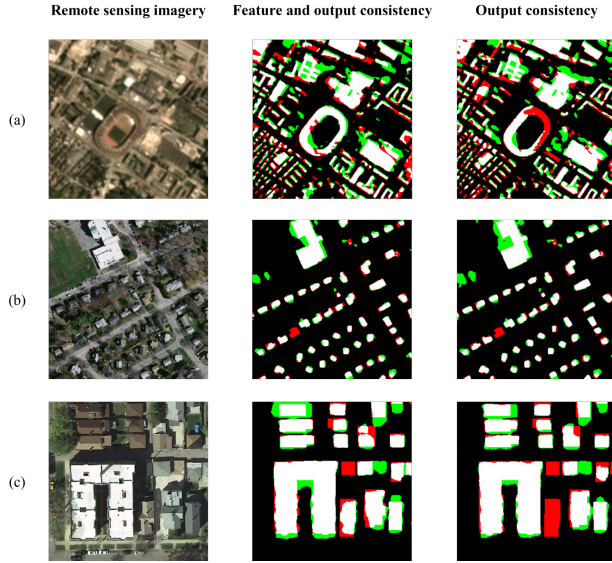 Remote sensing imagery Feature and output consistency Output consistency
(a)
(b)
(c)